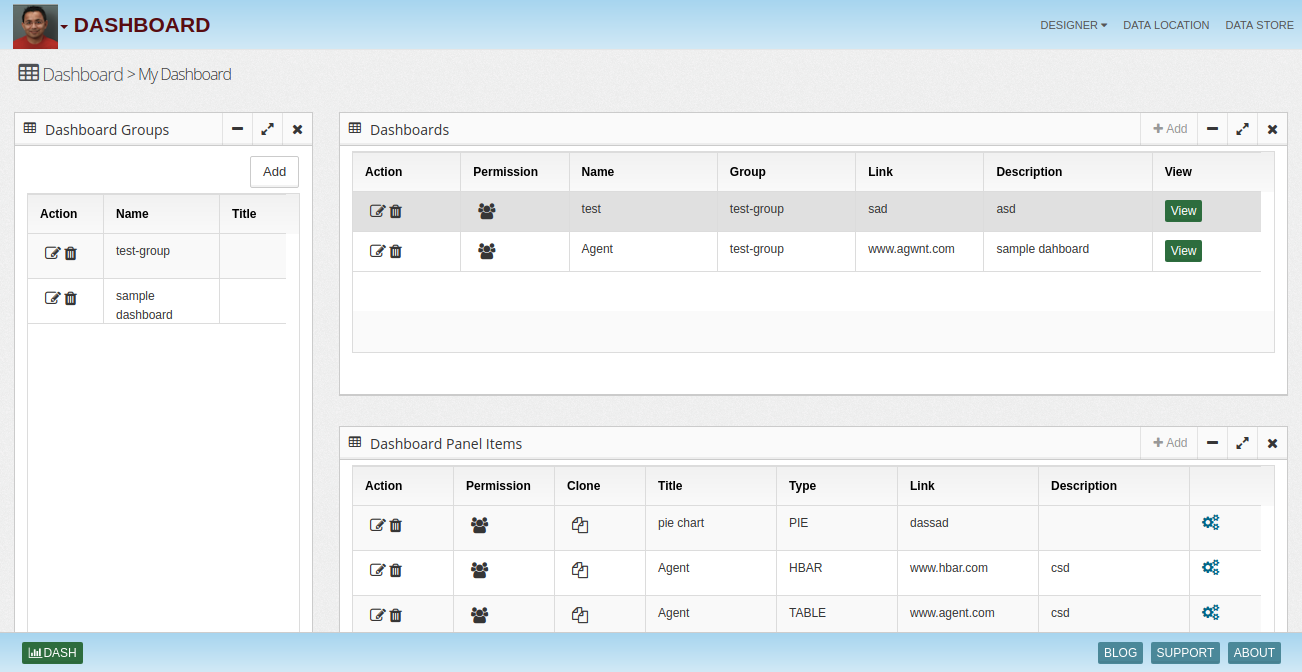 DASHBOARD
DESIGNER DATA LOCATION DATA STORE
Dashboard > My Dashboard
Dashboard Groups
Add
Action Name Title
test-group
sample
dashboard
Dashboards
+ Add
Action Permission Name Group Link Description View
test test-group sad asd View
Agent test-group www.agwnt.com sample dahboard View
Dashboard Panel Items
+ Add
Action Permission Clone Title Type Link Description
pie chart PIE dassad
Agent HBAR www.hbar.com csd
Agent TABLE www.agent.com csd
DASH
BLOG SUPPORT ABOUT